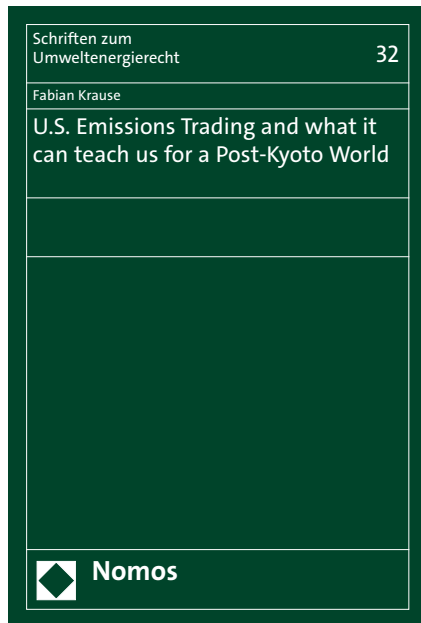 Schriften zum
Umweltenergierecht
32
Fabian Krause
U.S. Emissions Trading and what it
can teach us for a Post-Kyoto World
Nomos